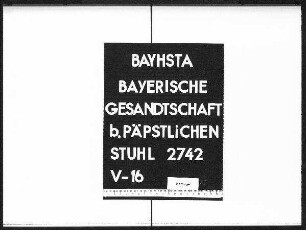 BAYHSTA
BAYERISCHE
GESANDTSCHAFT
b. PÄPSTLiCHEN
STUHL 2742
V-16